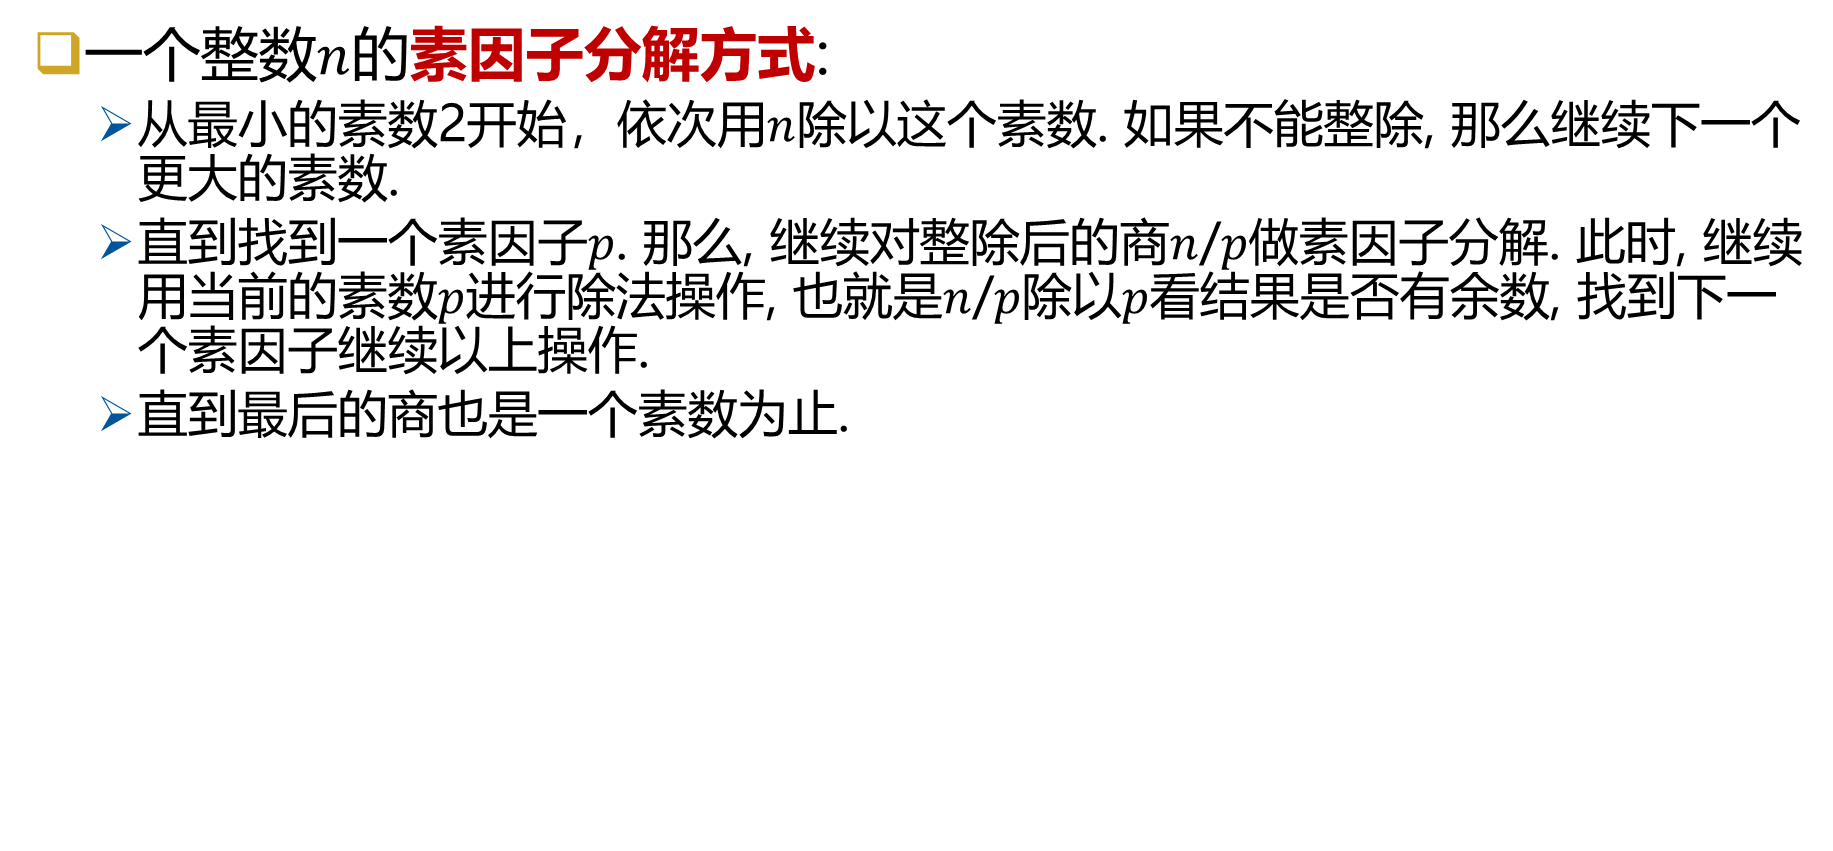 一个整数n的素因子分解方式:
从最小的素数2开始，依次用n除以这个素数. 如果不能整除, 那么继续下一个
更大的素数.
直到找到一个素因子p. 那么, 继续对整除后的商n/p做素因子分解. 此时, 继续
用当前的素数p进行除法操作, 也就是n/p除以p看结果是否有余数, 找到下一
个素因子继续以上操作.
直到最后的商也是一个素数为止.